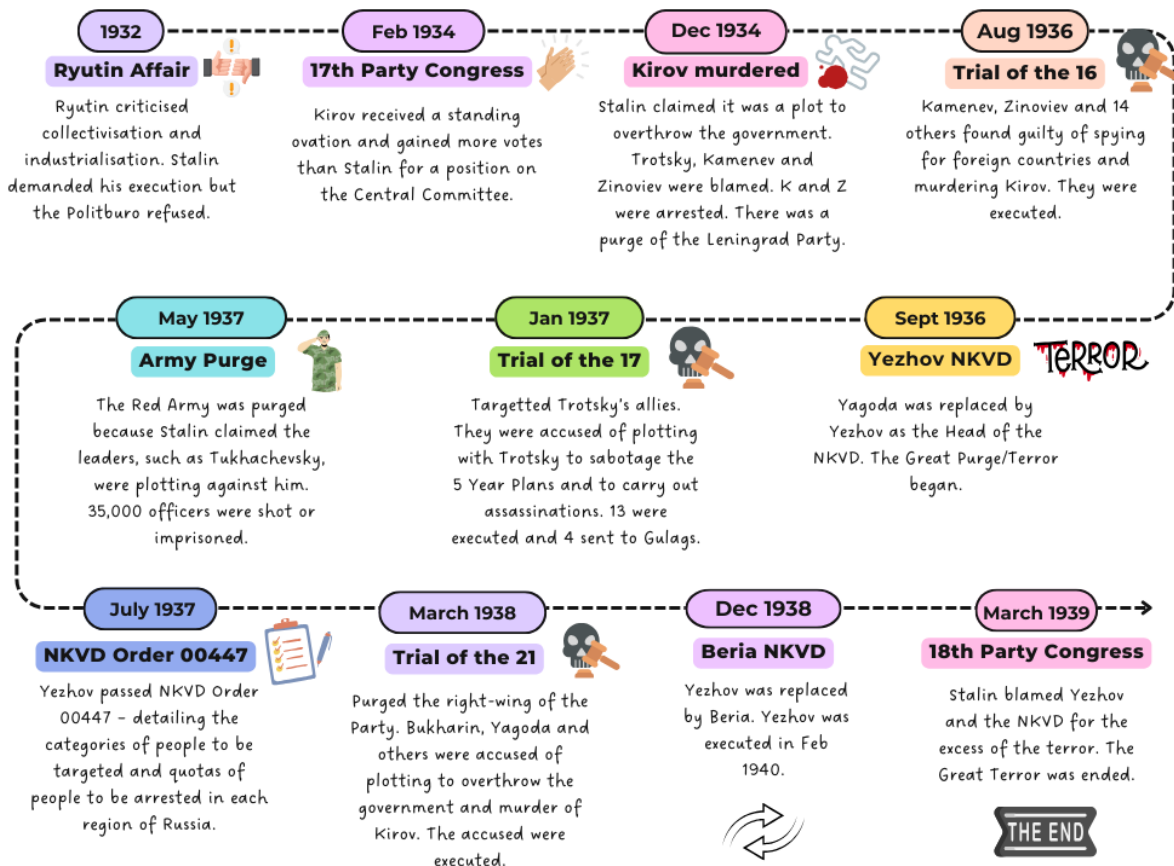 1932
Ryutin Affair
Ryutin criticised
collectivisation and
industrialisation. Stalin
demanded his execution but
the Politburo refused.
Feb 1934
17th Party Congress
Kirov received a standing
ovation and gained more votes
than Stalin for a position on
the Central Committee.
Dec 1934
Kirov murdered
Stalin claimed it was a plot to
overthrow the government.
Trotsky, Kamenev and
Zinoviev were blamed. K and Z
were arrested. There was a
purge of the Leningrad Party.
Aug 1936
Trial of the 16
Kamenev, Zinoviev and 14
others found guilty of spying
for foreign countries and
murdering Kirov. They were
executed.
Sept 1936
Yezhov NKVD
TERROR
Yagoda was replaced by
Yezhov as the Head of the
NKVD. The Great Purge/Terror
began.
Jan 1937
Trial of the 17
Targetted Trotsky's allies.
They were accused of plotting
with Trotsky to sabotage the
5 Year Plans and to carry out
assassinations. 13 were
executed and 4 sent to Gulags.
May 1937
Army Purge
The Red Army was purged
because Stalin claimed the
leaders, such as Tukhachevsky,
were plotting against him.
35,000 officers were shot or
imprisoned.
July 1937
NKVD Order 00447
Yezhov passed NKVD Order
00447 - detailing the
categories of people to be
targeted and quotas of
people to be arrested in each
region of Russia.
March 1938
Trial of the 21
Purged the right-wing of the
Party. Bukharin, Yagoda and
others were accused of
plotting to overthrow the
government and murder of
Kirov. The accused were
executed.
Dec 1938
Beria NKVD
Yezhov was replaced
by Beria. Yezhov was
executed in Feb
1940.
March 1939
18th Party Congress
Stalin blamed Yezhov
and the NKVD for the
excess of the terror. The
Great Terror was ended.
THE END